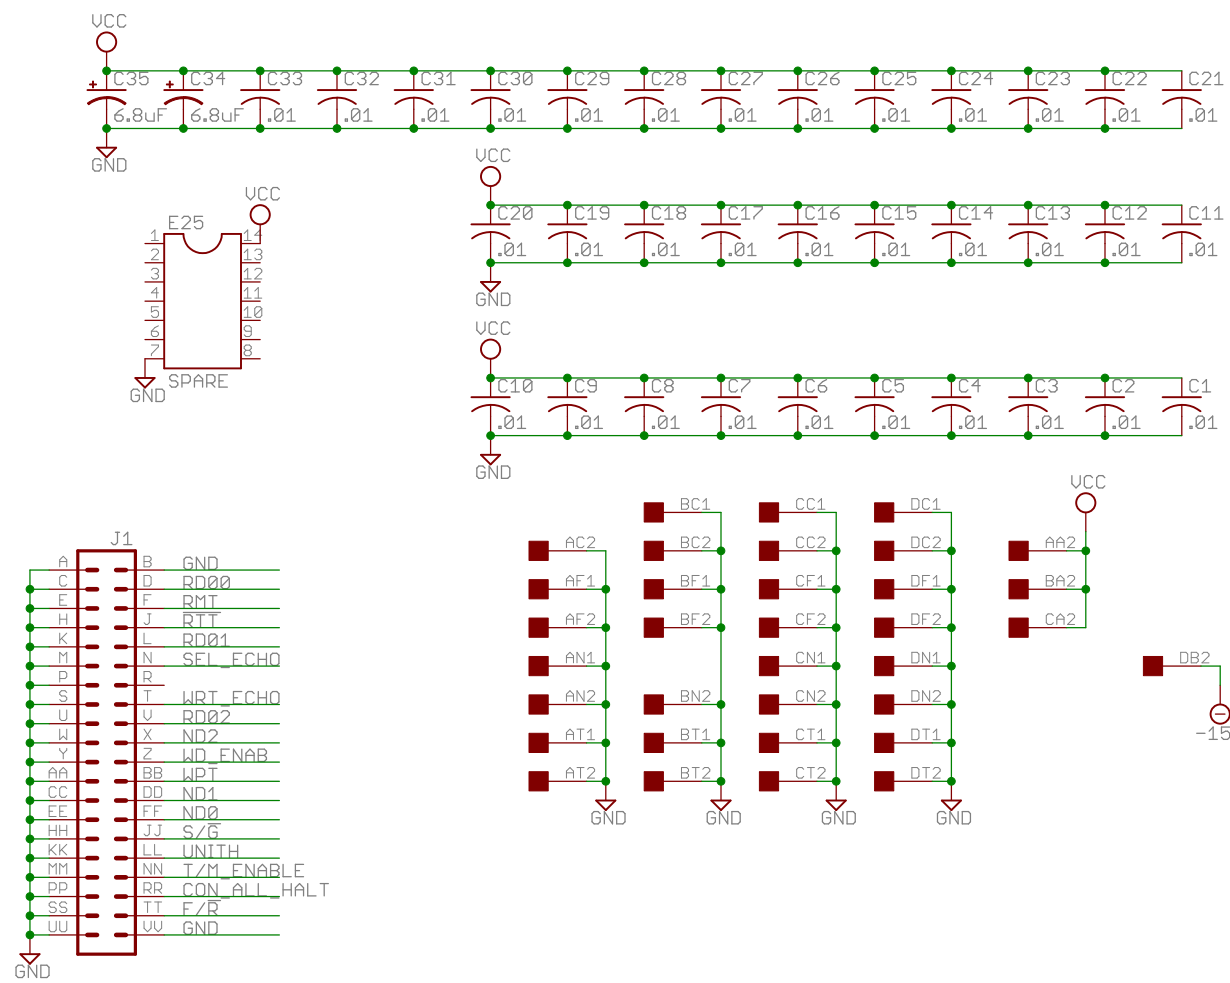 VCC
C35 C34 C33 C32 C31 C30 C29 C28 C27 C26 C25 C24 C23 C22 C21
6.8uF 6.8uF .01 .01 .01 .01 .01 .01 .01 .01 .01 .01 .01 .01 .01
GND
VCC
C20 C19 C18 C17 C16 C15 C14 C13 C12 C11
.01 .01 .01 .01 .01 .01 .01 .01 .01 .01
GND
VCC
E25
1 14
2 13
3 12
4 11
5 10
6 9
7 8
GND SPARE
VCC
C10 C9 C8 C7 C6 C5 C4 C3 C2 C1
.01 .01 .01 .01 .01 .01 .01 .01 .01 .01
GND
J1
A B GND
C D RD00
E F RMT
H J RTT
K L RD01
M N SEL_ECHO
P R
S T WRT_ECHO
U V RD02
W X ND2
Y Z WD_ENAB
AA BB WPT
CC DD ND1
EE FF ND0
HH JJ S/G
KK LL UNITH
MM NN T/M_ENABLE
PP RR CON_ALL_HALT
SS TT F/R
UU VV GND
GND
VCC
BC1 CC1 DC1
AC2 BC2 CC2 DC2 AA2
AF1 BF1 CF1 DF1 BA2
AF2 BF2 CF2 DF2 CA2
AN1 CN1 DN1 DB2
AN2 BN2 CN2 DN2
-15
AT1 BT1 CT1 DT1
AT2 BT2 CT2 DT2
GND GND GND GND